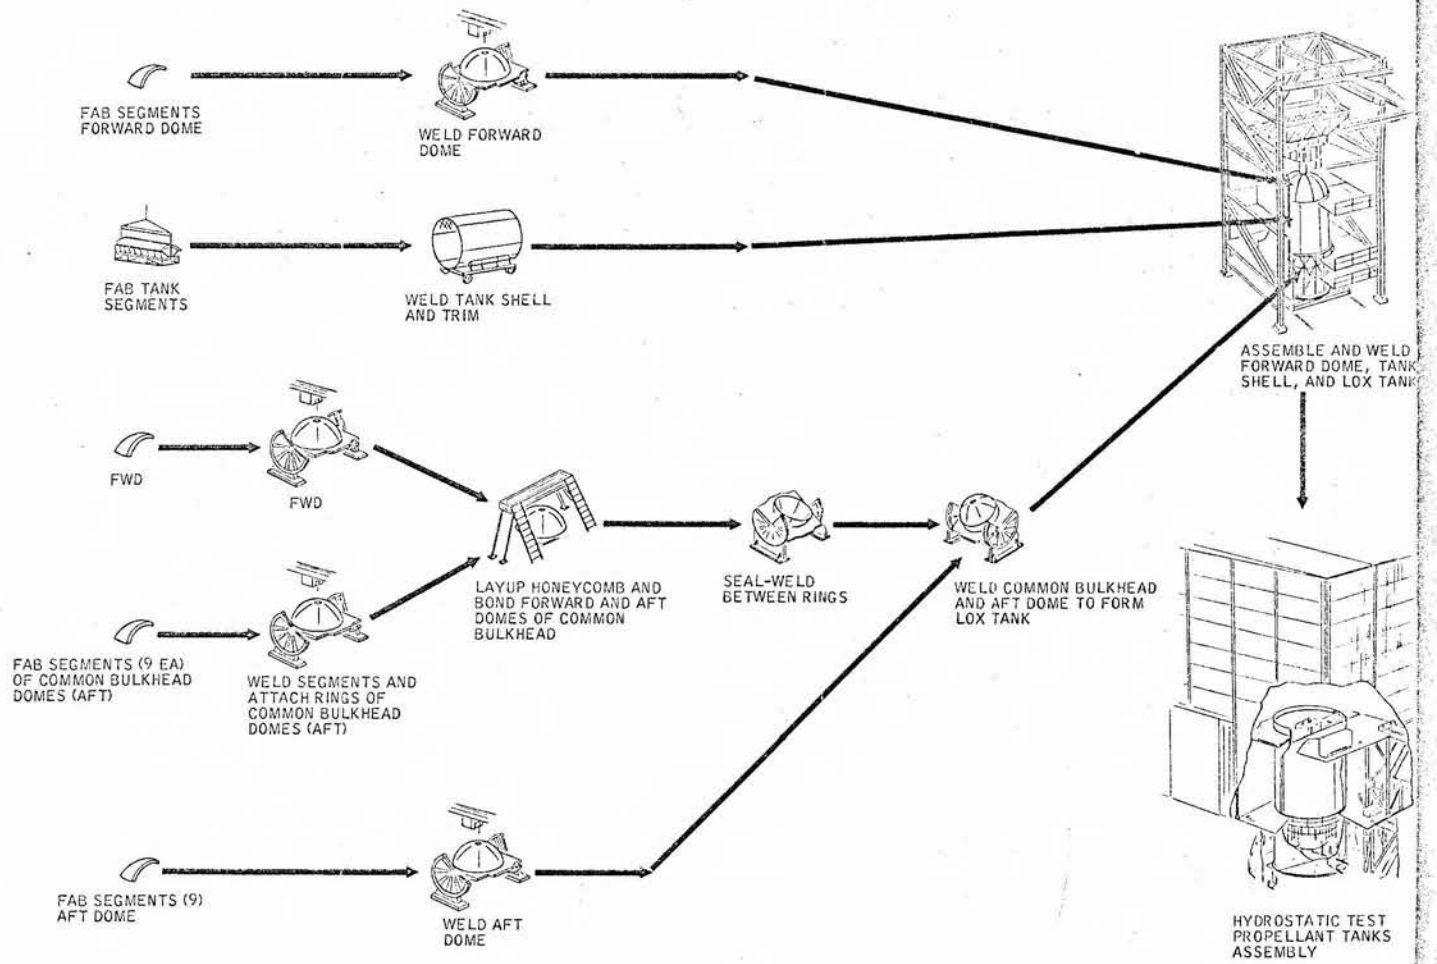 FAB SEGMENTS
FORWARD DOME
WELD FORWARD
DOME
FAB TANK
SEGMENTS
WELD TANK SHELL
AND TRIM
ASSEMBLE AND WELD
FORWARD DOME, TANK
SHELL, AND LOX TANK
FWD
FWD
LAYUP HONEYCOMB AND
BOND FORWARD AND AFT
DOMES OF COMMON
BULKHEAD
SEAL-WELD
BETWEEN RINGS
WELD COMMON BULKHEAD
AND AFT DOME TO FORM
LOX TANK
FAB SEGMENTS (9 EA)
OF COMMON BULKHEAD
DOMES (AFT)
WELD SEGMENTS AND
ATTACH RINGS OF
COMMON BULKHEAD
DOMES (AFT)
FAB SEGMENTS (9)
AFT DOME
WELD AFT
DOME
HYDROSTATIC TEST
PROPELLANT TANKS
ASSEMBLY